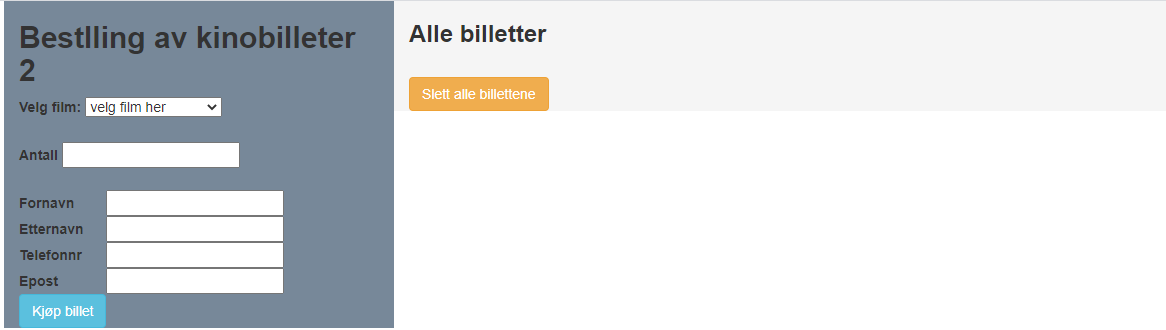 Bestlling av kinobilleter
2
Velg film: velg film her
Antall
Fornavn
Etternavn
Telefonnr
Epost
Kjøp billet
Alle billetter
Slett alle billettene